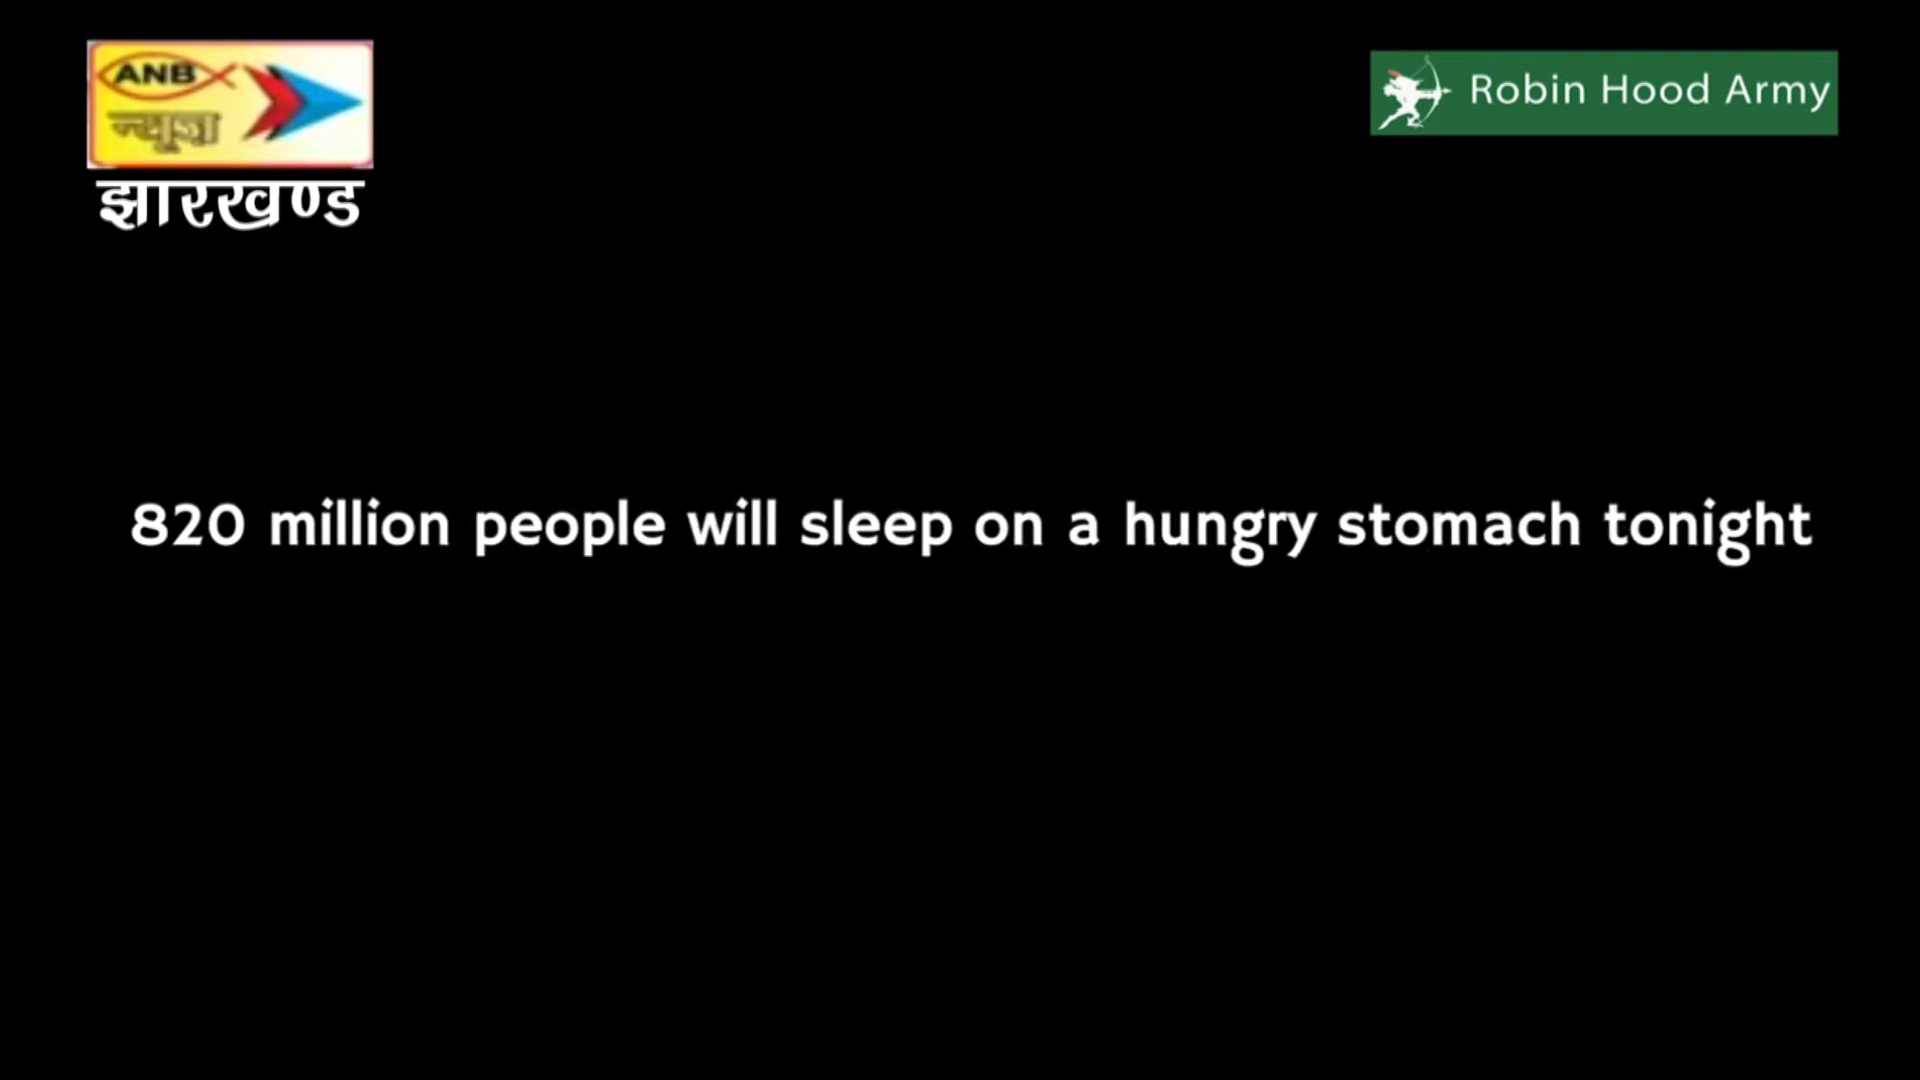 ANB
न्यूज़
झारखण्ड
Robin Hood Army
820 million people will sleep on a hungry stomach tonight